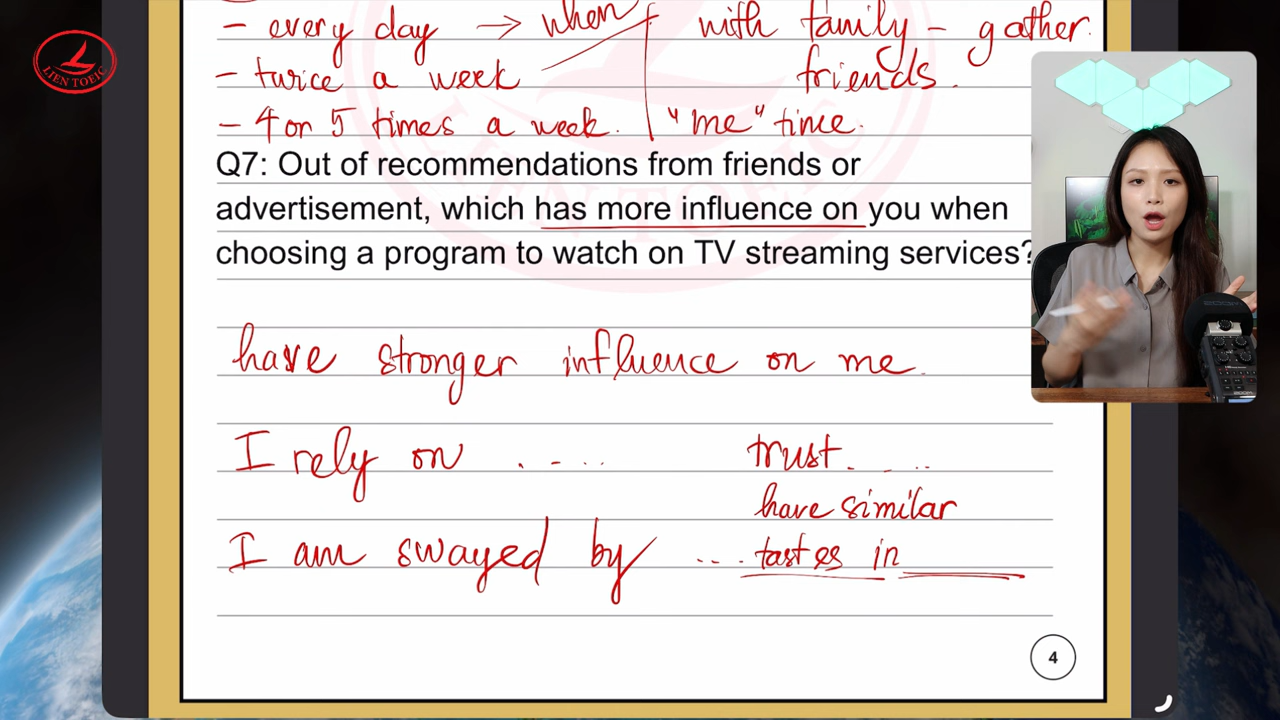 LIEN TOEIC
- every day → when with family - gather.
- twice a week friends.
- 4 or 5 times a week. "me" time.
Q7: Out of recommendations from friends or
advertisement, which has more influence on you when
choosing a program to watch on TV streaming services?
have stronger influence on me.
I rely on .... trust. ...
have similar
I am swayed by ... tastes in
4